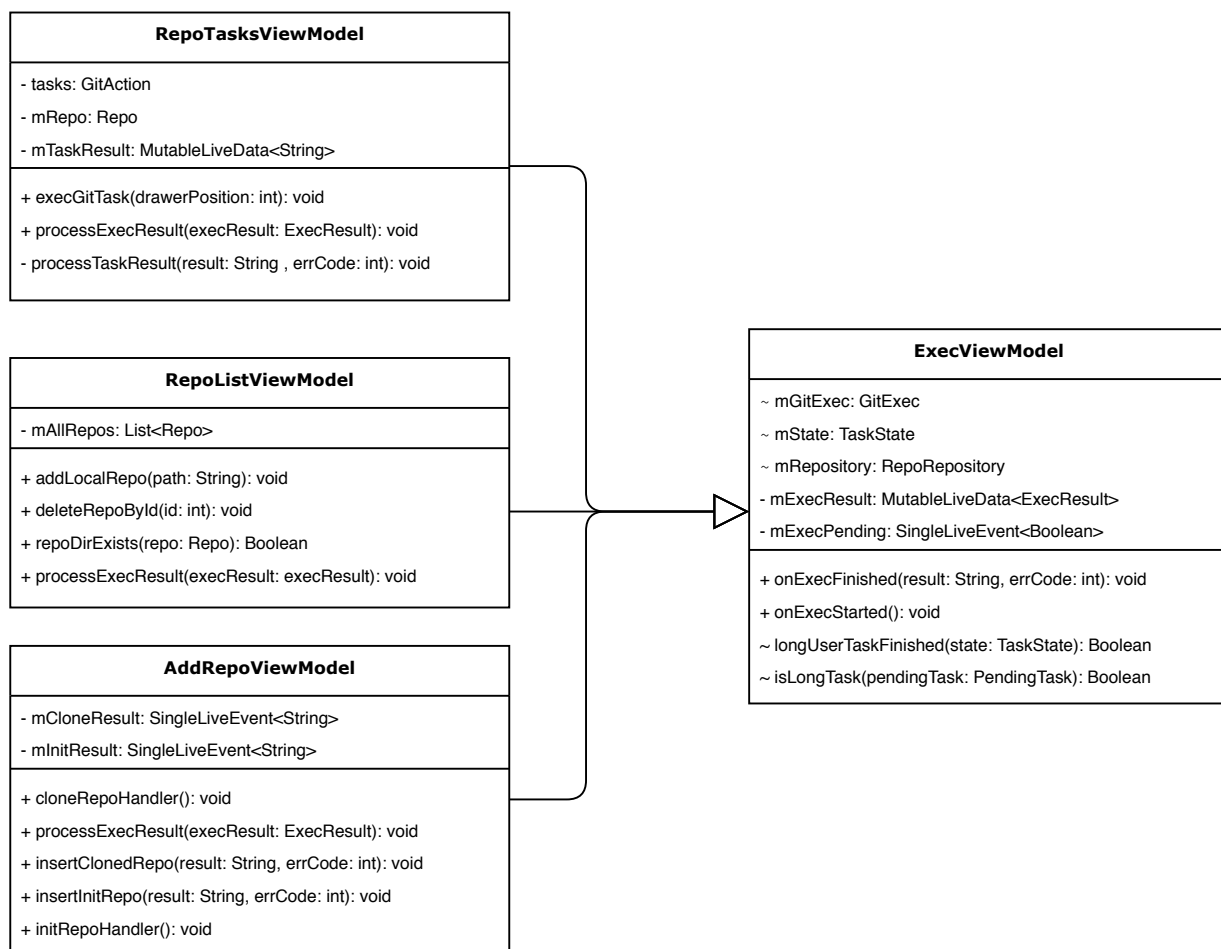 RepoTasksViewModel
- tasks: GitAction
- mRepo: Repo
- mTaskResult: MutableLiveData<String>
+ execGitTask(drawerPosition: int): void
+ processExecResult(execResult: ExecResult): void
- processTaskResult(result: String , errCode: int): void
RepoListViewModel
- mAllRepos: List<Repo>
+ addLocalRepo(path: String): void
+ deleteRepoById(id: int): void
+ repoDirExists(repo: Repo): Boolean
+ processExecResult(execResult: execResult): void
AddRepoViewModel
- mCloneResult: SingleLiveEvent<String>
- mInitResult: SingleLiveEvent<String>
+ cloneRepoHandler(): void
+ processExecResult(execResult: ExecResult): void
+ insertClonedRepo(result: String, errCode: int): void
+ insertInitRepo(result: String, errCode: int): void
+ initRepoHandler(): void
ExecViewModel
~ mGitExec: GitExec
~ mState: TaskState
~ mRepository: RepoRepository
- mExecResult: MutableLiveData<ExecResult>
- mExecPending: SingleLiveEvent<Boolean>
+ onExecFinished(result: String, errCode: int): void
+ onExecStarted(): void
~ longUserTaskFinished(state: TaskState): Boolean
~ isLongTask(pendingTask: PendingTask): Boolean